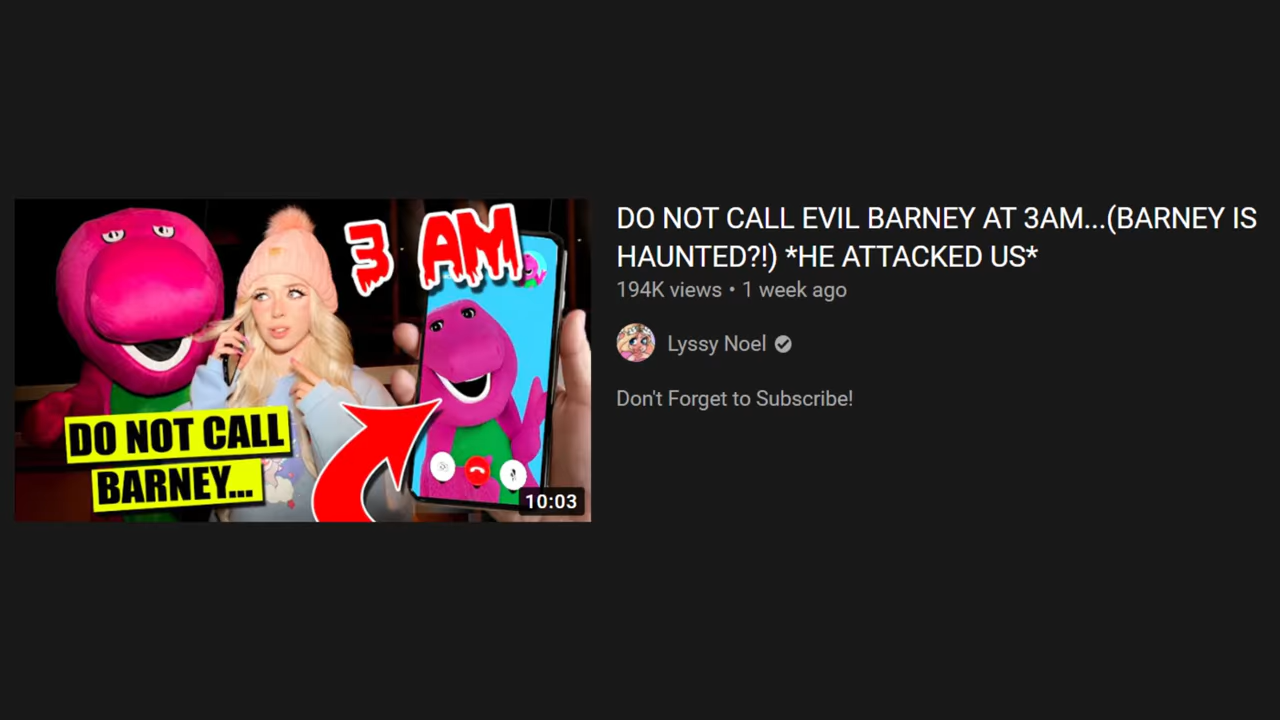 3 AM
DO NOT CALL
BARNEY...
10:03
DO NOT CALL EVIL BARNEY AT 3AM...(BARNEY IS
HAUNTED?!) *HE ATTACKED US*
194K views • 1 week ago
Lyssy Noel
Don't Forget to Subscribe!